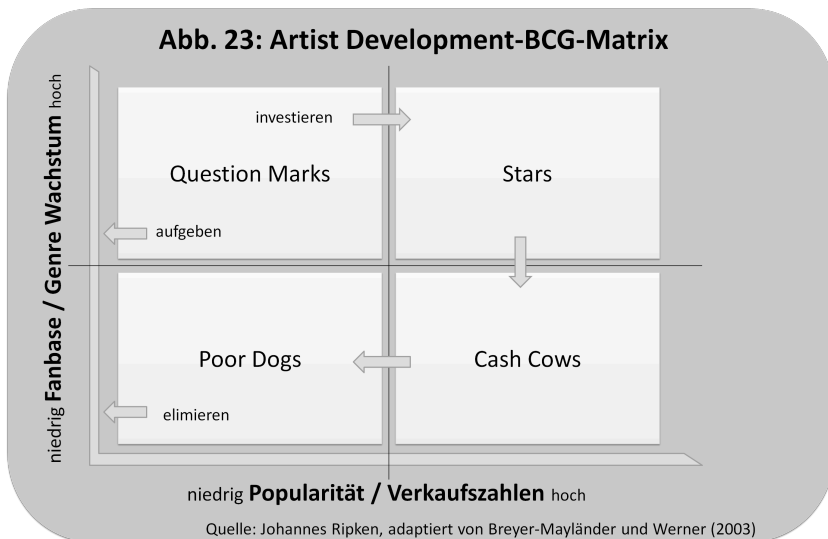 Abb. 23: Artist Development-BCG-Matrix
niedrig Fanbase / Genre Wachstum hoch
investieren
Question Marks
Stars
aufgeben
Poor Dogs
Cash Cows
elimieren
niedrig Popularität / Verkaufszahlen hoch
Quelle: Johannes Ripken, adaptiert von Breyer-Mayländer und Werner (2003)